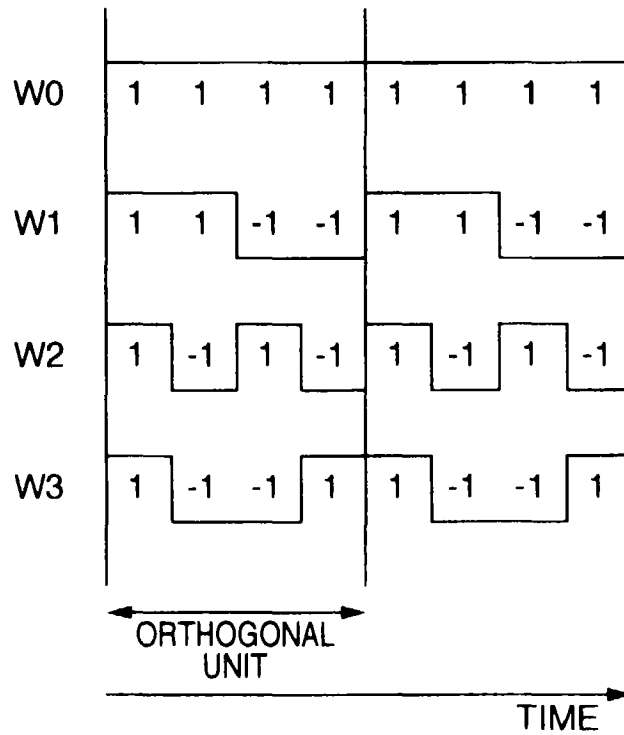 W0 1 1 1 1 1 1 1 1
W1 1 1 -1 -1 1 1 -1 -1
W2 1 -1 1 -1 1 -1 1 -1
W3 1 -1 -1 1 1 -1 -1 1
ORTHOGONAL
UNIT
TIME